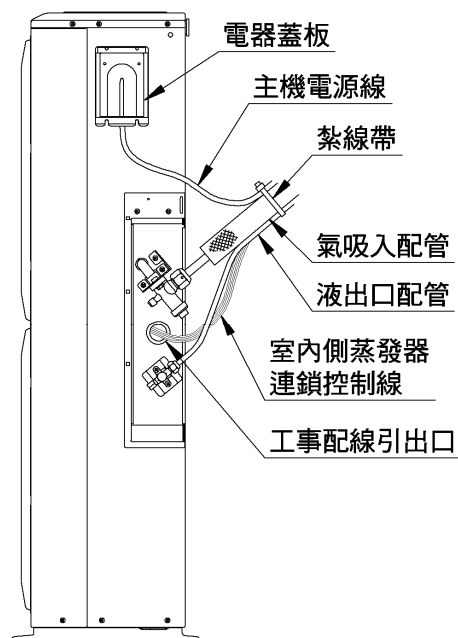 電器蓋板
主機電源線
紮線帶
氣吸入配管
液出口配管
室內側蒸發器
連鎖控制線
工事配線引出口